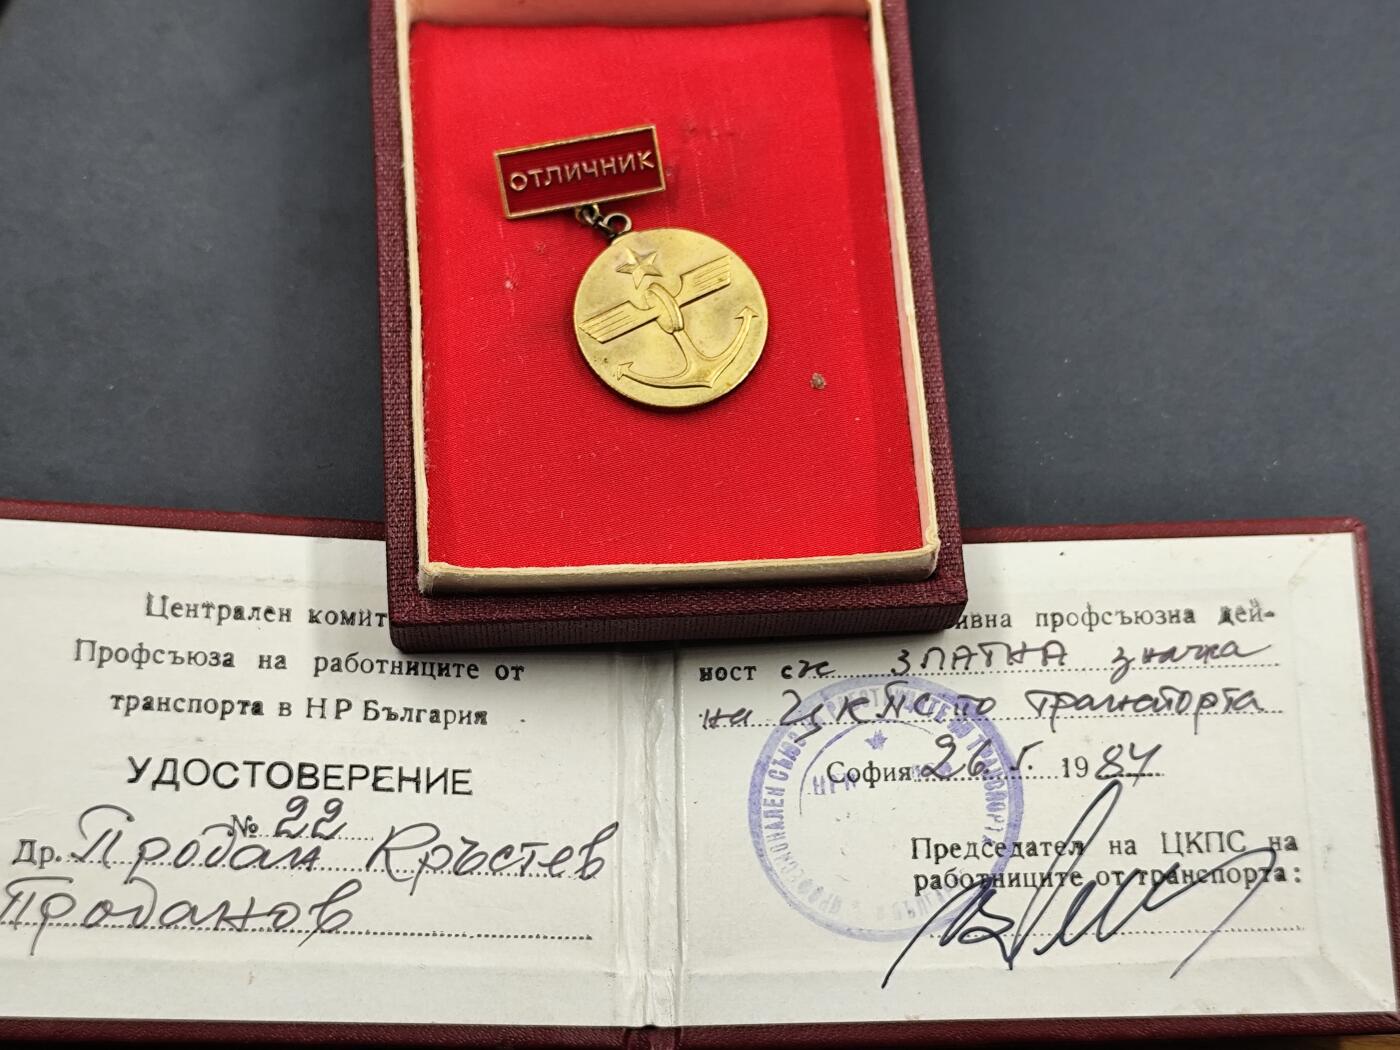 ОТЛИЧНИК
Централен комит
Профсъюза на работниците от
транспорта в НР България
УДОСТОВЕРЕНИЕ
№ 22
Др. Продан Кръстев
Проданов
ивна профсъюзна дей-
ност със ЗЛАТНА значка
на ЦКПС по транспорта
София 26.V. 1984
Председател на ЦКПС на
работниците от транспорта: